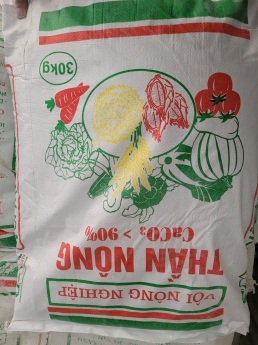 VÔI NÔNG NGHIỆP
THẦN NÔNG
CaCO₃ > 90%
30kg